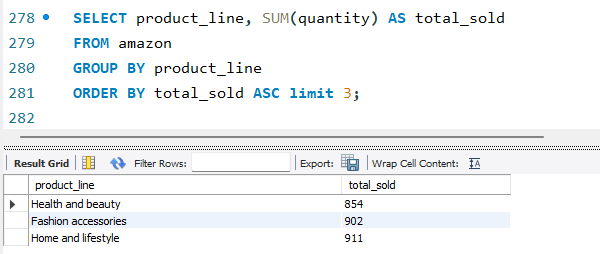 278 SELECT product_line, SUM(quantity) AS total_sold
279 FROM amazon
280 GROUP BY product_line
281 ORDER BY total_sold ASC limit 3;
282
Result Grid Filter Rows: Export: Wrap Cell Content:
product_line total_sold
Health and beauty 854
Fashion accessories 902
Home and lifestyle 911